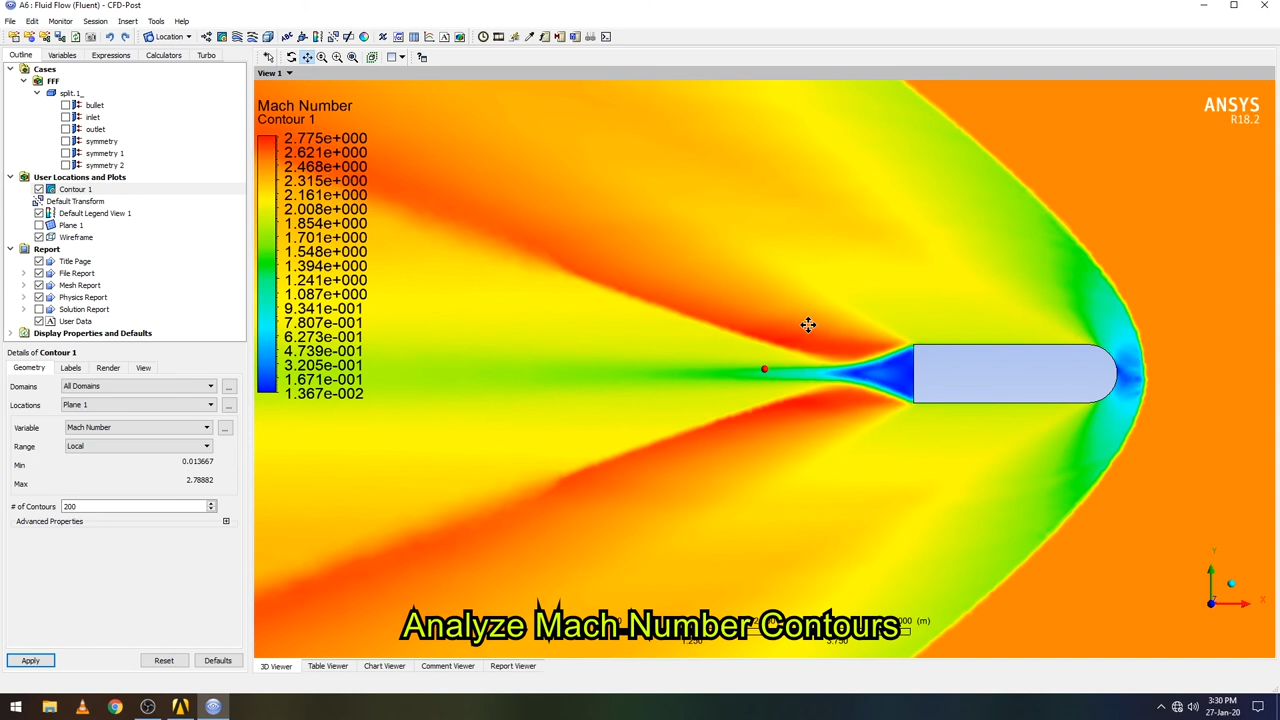 A6 : Fluid Flow (Fluent) - CFD-Post
File Edit Monitor Session Insert Tools Help
Location
Outline Variables Expressions Calculators Turbo
Cases
FFF
split.1_
bullet
inlet
outlet
symmetry
symmetry 1
symmetry 2
User Locations and Plots
Contour 1
Default Transform
Default Legend View 1
Plane 1
Wireframe
Report
Title Page
File Report
Mesh Report
Physics Report
Solution Report
User Data
Display Properties and Defaults
Details of Contour 1
Geometry Labels Render View
Domains All Domains ...
Locations Plane 1 ...
Variable Mach Number ...
Range Local
Min 0.013667
Max 2.78882
# of Contours 200
Advanced Properties
Apply Reset Defaults
View 1
Mach Number
Contour 1
2.775e+000
2.621e+000
2.468e+000
2.315e+000
2.161e+000
2.008e+000
1.854e+000
1.701e+000
1.548e+000
1.394e+000
1.241e+000
1.087e+000
9.341e-001
7.807e-001
6.273e-001
4.739e-001
3.205e-001
1.671e-001
1.367e-002
ANSYS
R18.2
Y
Z X
(m)
Analyze Mach Number Contours
3D Viewer Table Viewer Chart Viewer Comment Viewer Report Viewer
3:30 PM
27-Jan-20